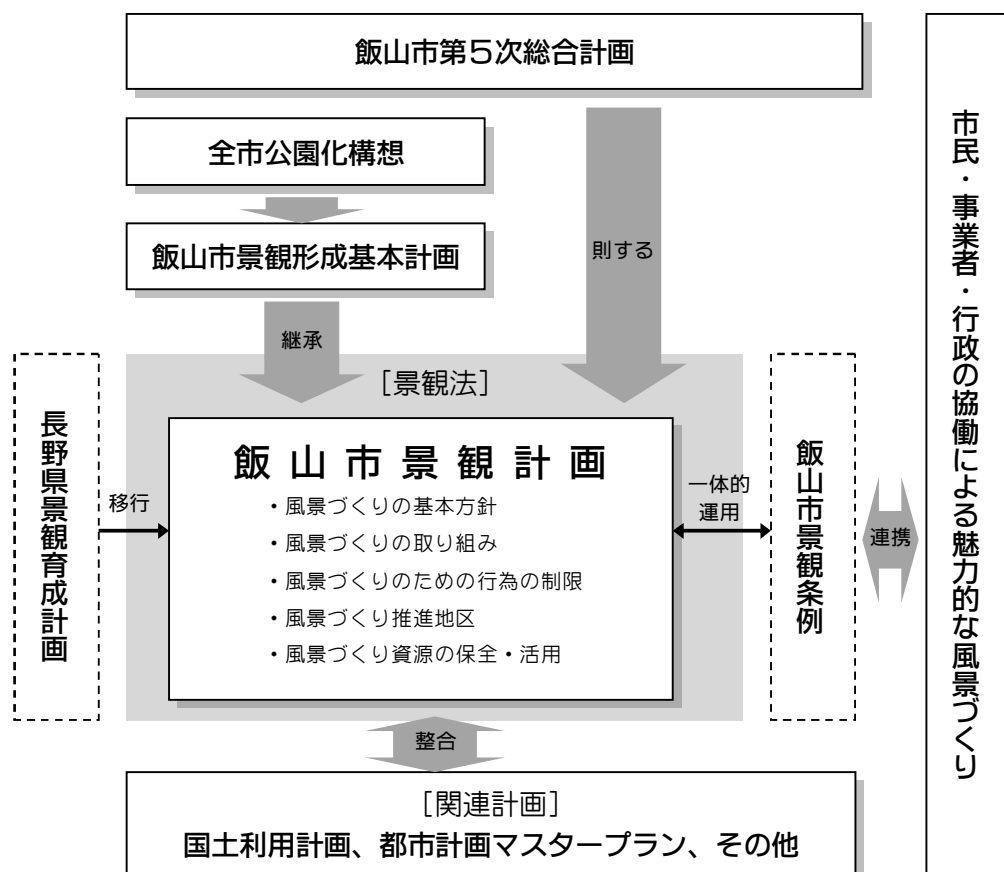 飯山市第5次総合計画
全市公園化構想
飯山市景観形成基本計画
則する
継承
［景観法］
長野県景観育成計画
移行
飯山市景観計画
・風景づくりの基本方針
・風景づくりの取り組み
・風景づくりのための行為の制限
・風景づくり推進地区
・風景づくり資源の保全・活用
一体的
運用
飯山市景観条例
連携
市民・事業者・行政の協働による魅力的な風景づくり
整合
［関連計画］
国土利用計画、都市計画マスタープラン、その他